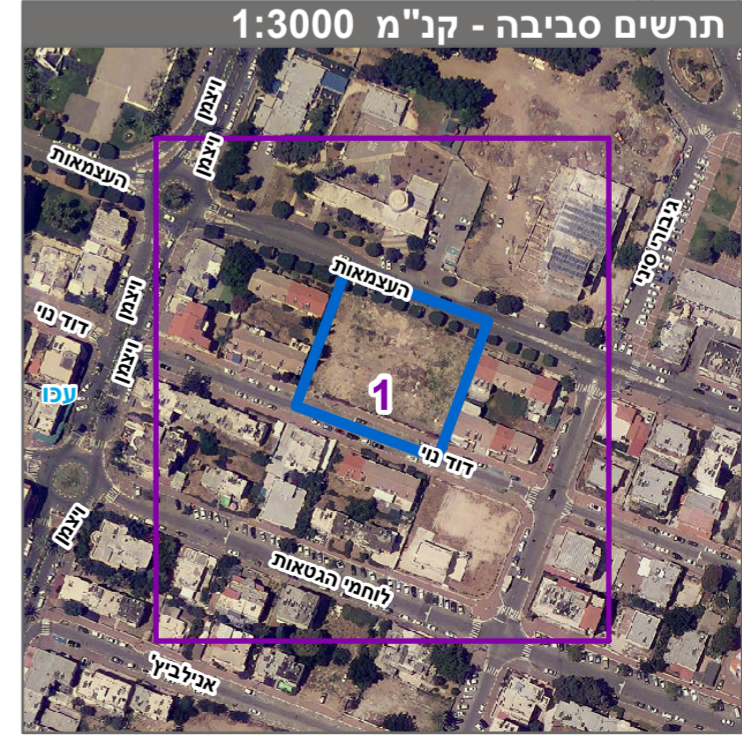 תרשים סביבה - קנ"מ 1:3000
ויצמן
ויצמן
העצמאות
גיבורי סיני
העצמאות
ויצמן
דוד נוי
ויצמן
עכו
1
דוד נוי
ויצמן
לוחמי הגטאות
אנילביץ'